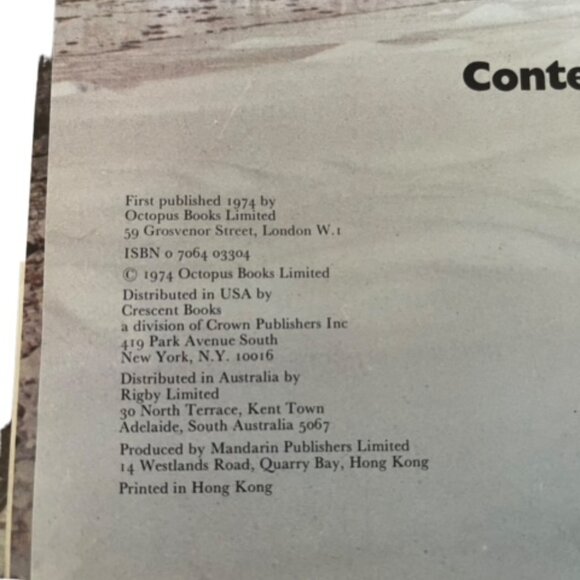 Conte
First published 1974 by
Octopus Books Limited
59 Grosvenor Street, London W.1
ISBN 0 7064 03304
© 1974 Octopus Books Limited
Distributed in USA by
Crescent Books
a division of Crown Publishers Inc
419 Park Avenue South
New York, N.Y. 10016
Distributed in Australia by
Rigby Limited
30 North Terrace, Kent Town
Adelaide, South Australia 5067
Produced by Mandarin Publishers Limited
14 Westlands Road, Quarry Bay, Hong Kong
Printed in Hong Kong